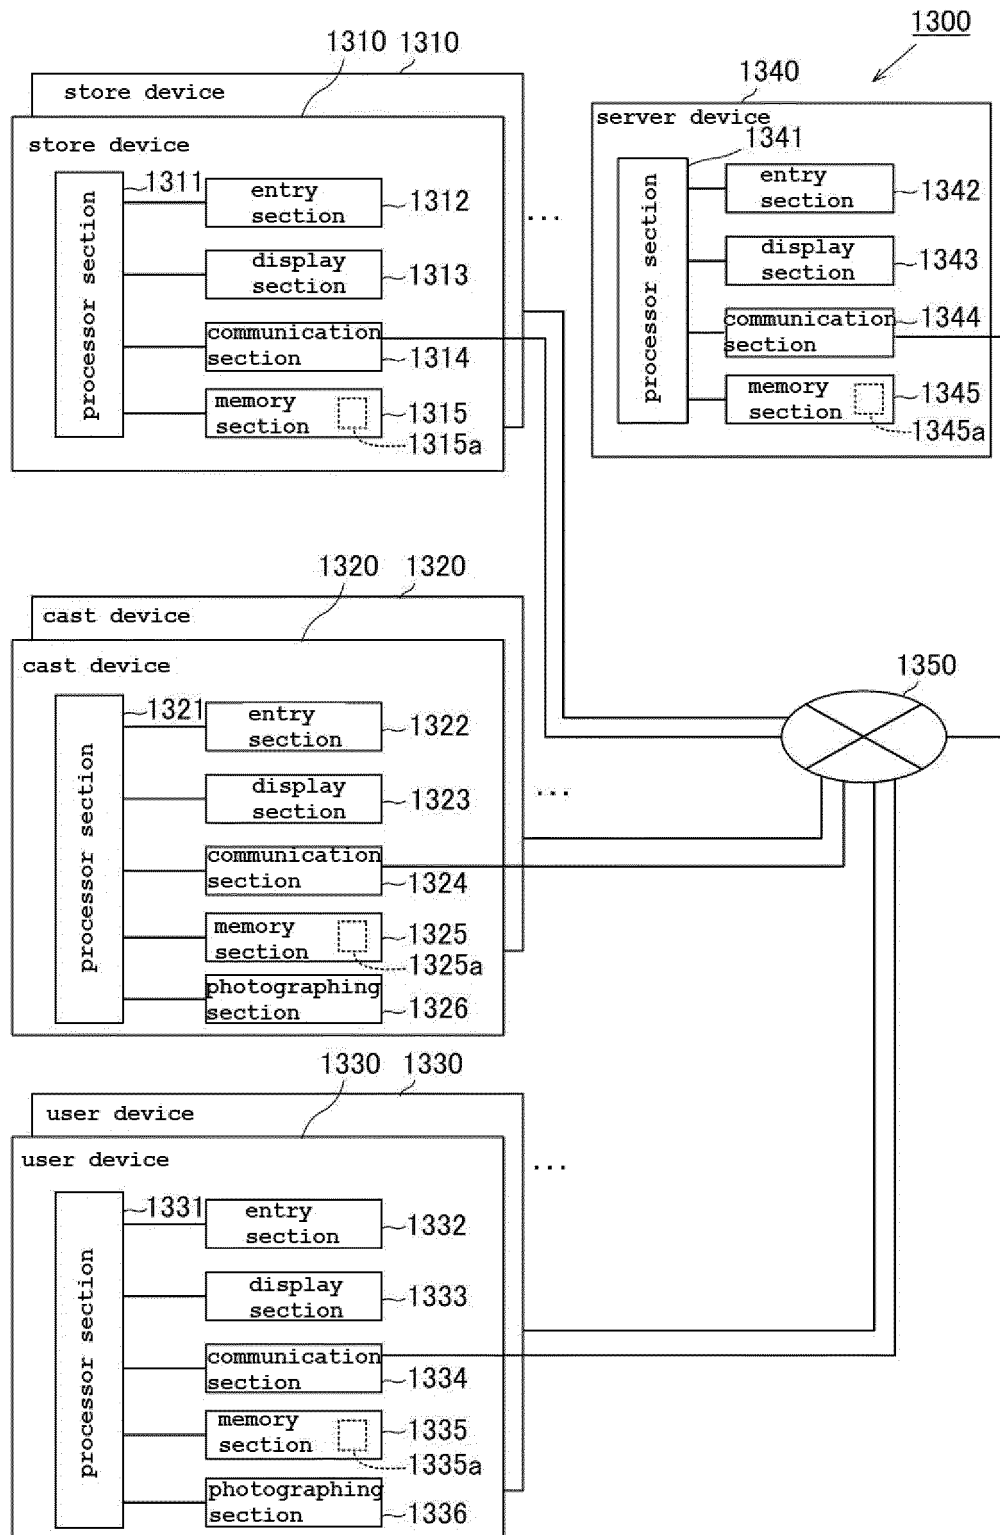 1300
1310 1310
store device
store device
processor section
1311
entry
section
1312
display
section
1313
communication
section
1314
memory
section
1315
1315a
...
1340
server device
processor section
1341
entry
section
1342
display
section
1343
communication
section
1344
memory
section
1345
1345a
1320 1320
cast device
cast device
processor section
1321
entry
section
1322
display
section
1323
communication
section
1324
memory
section
1325
1325a
photographing
section
1326
...
1350
1330 1330
user device
user device
processor section
1331
entry
section
1332
display
section
1333
communication
section
1334
memory
section
1335
1335a
photographing
section
1336
...